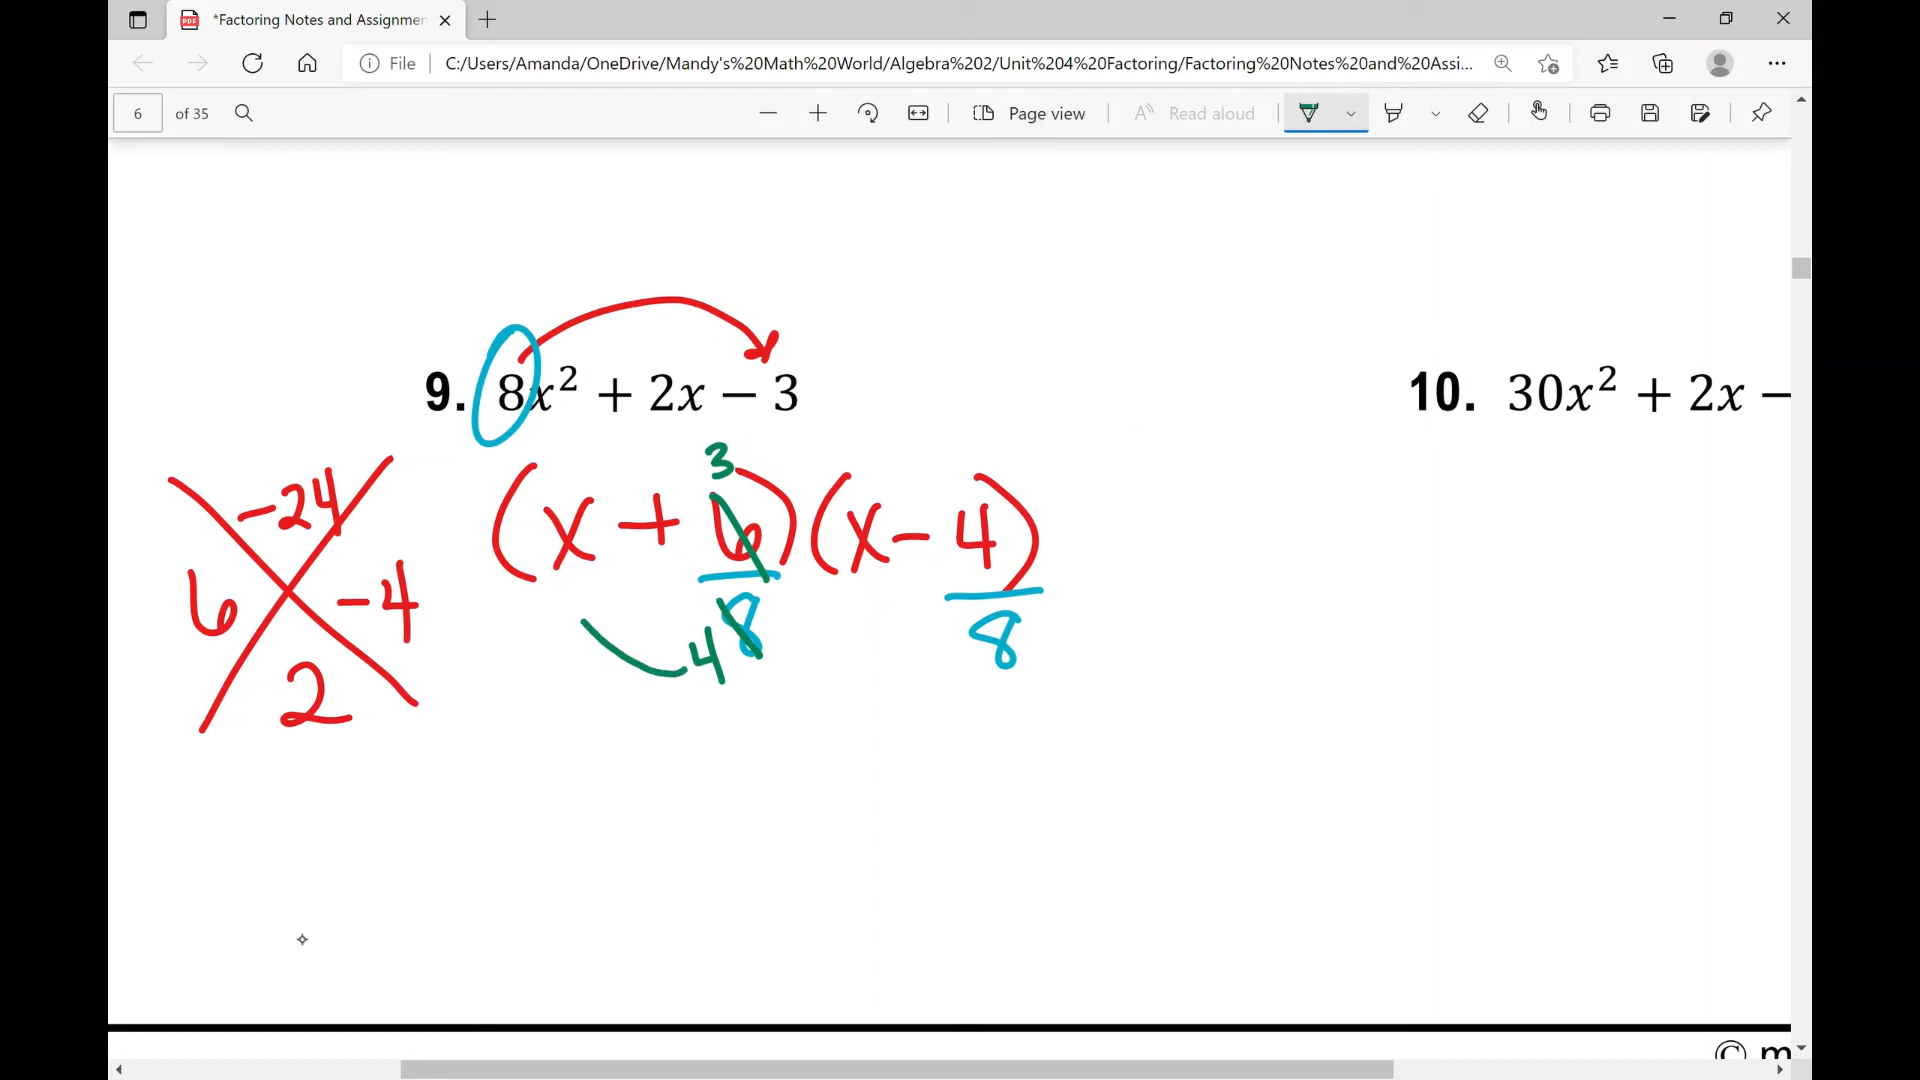 *Factoring Notes and Assignmen
File
C:/Users/Amanda/OneDrive/Mandy's%20Math%20World/Algebra%202/Unit%204%20Factoring/Factoring%20Notes%20and%20Assi...
6 of 35
Page view
Read aloud
9. 8x² + 2x − 3
10. 30x² + 2x −
3
(x + 6)(x - 4)
8 8
4
-24
6 -4
2
© m